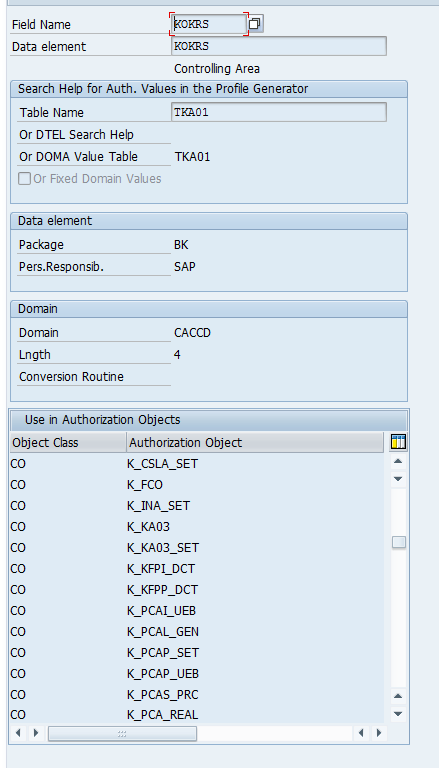 Field Name KOKRS
Data element KOKRS
Controlling Area
Search Help for Auth. Values in the Profile Generator
Table Name TKA01
Or DTEL Search Help
Or DOMA Value Table TKA01
Or Fixed Domain Values
Data element
Package BK
Pers.Responsib. SAP
Domain
Domain CACCD
Lngth 4
Conversion Routine
Use in Authorization Objects
Object Class Authorization Object
CO K_CSLA_SET
CO K_FCO
CO K_INA_SET
CO K_KA03
CO K_KA03_SET
CO K_KFPI_DCT
CO K_KFPP_DCT
CO K_PCAI_UEB
CO K_PCAL_GEN
CO K_PCAP_SET
CO K_PCAP_UEB
CO K_PCAS_PRC
CO K_PCA_REAL